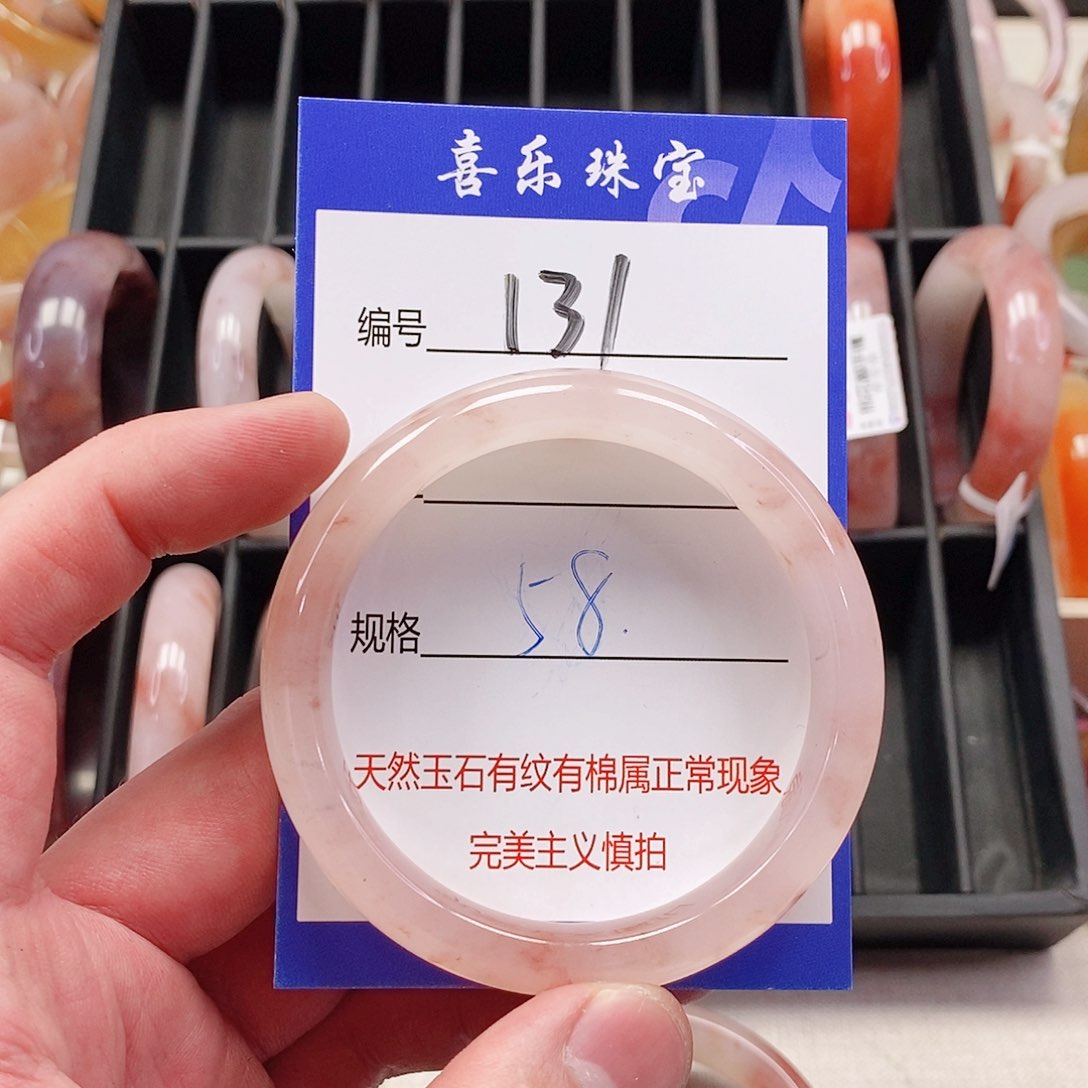 喜乐珠宝
编号 131
规格 58.
天然玉石有纹有棉属正常现象
完美主义慎拍